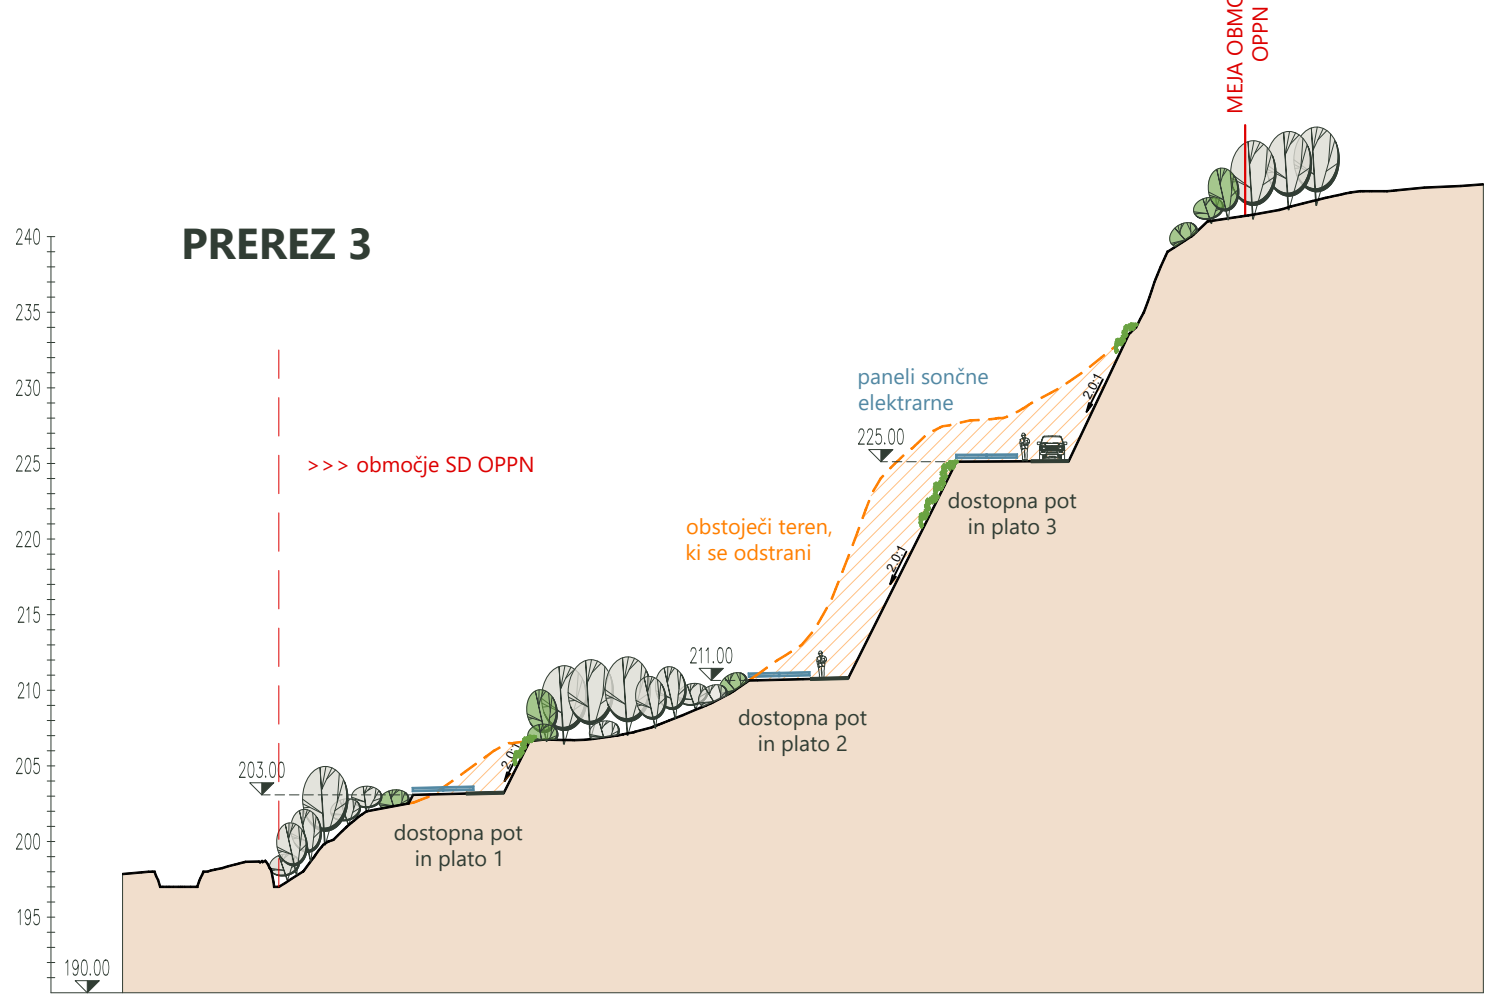 MEJA OBMO
OPPN
PREREZ 3
240
235
230
225
220
215
210
205
200
195
190.00
>>> območje SD OPPN
paneli sončne
elektrarne
225.00
2.0:1
dostopna pot
in plato 3
obstoječi teren,
ki se odstrani
2.0:1
211.00
dostopna pot
in plato 2
2.0:1
203.00
dostopna pot
in plato 1